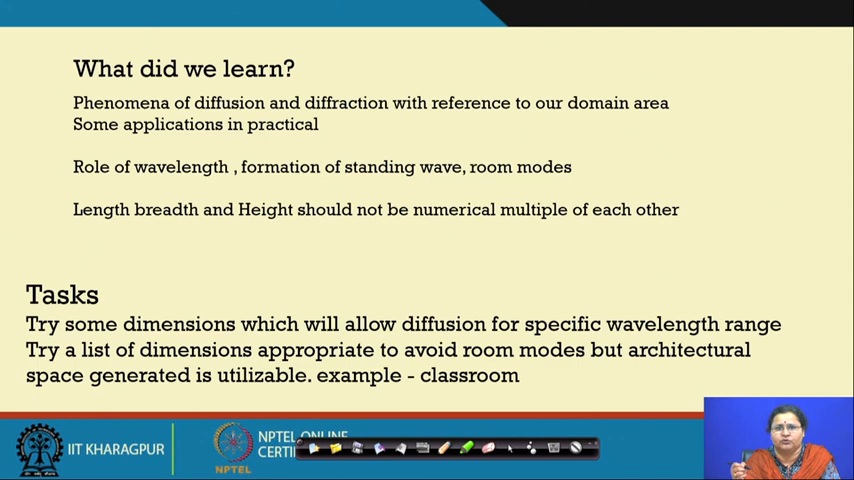 What did we learn?
Phenomena of diffusion and diffraction with reference to our domain area
Some applications in practical
Role of wavelength , formation of standing wave, room modes
Length breadth and Height should not be numerical multiple of each other
Tasks
Try some dimensions which will allow diffusion for specific wavelength range
Try a list of dimensions appropriate to avoid room modes but architectural
space generated is utilizable. example - classroom
IIT KHARAGPUR
NPTEL
NPTEL ONLINE